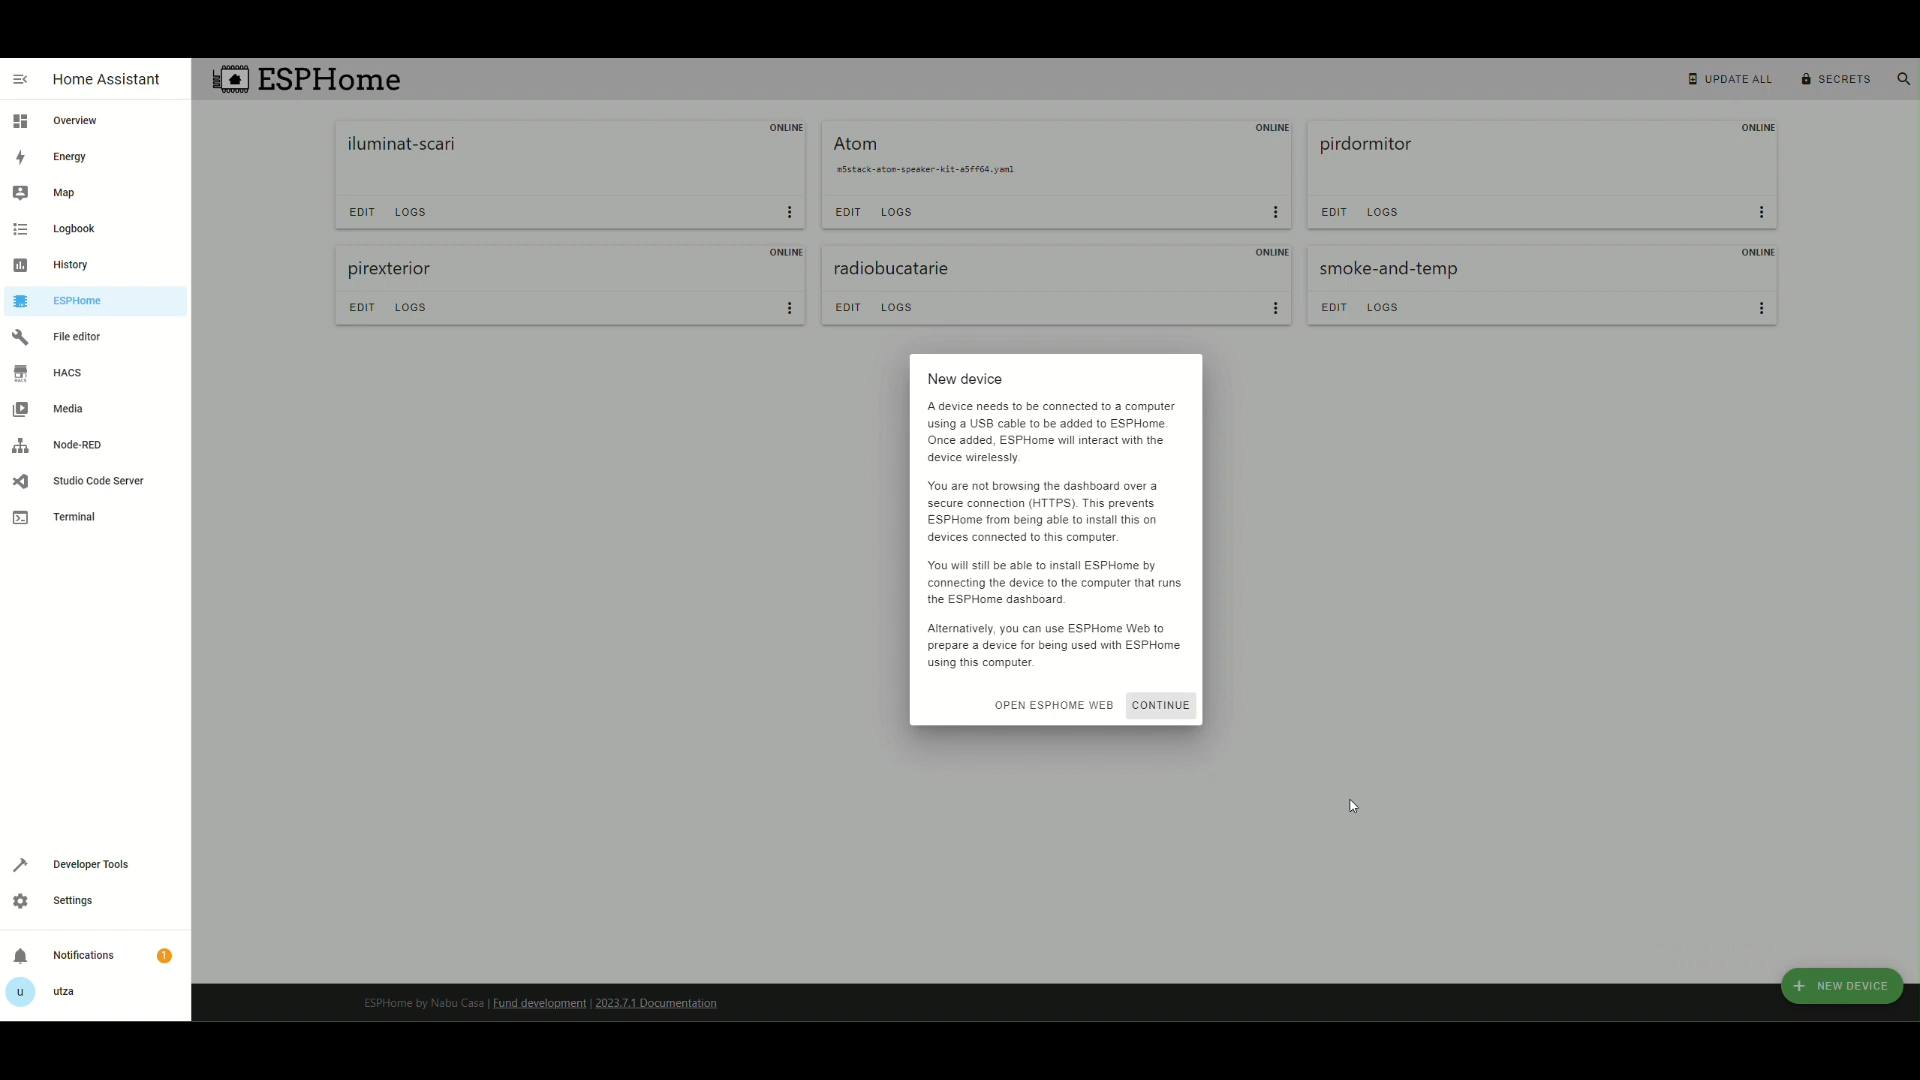 Home Assistant
ESPHome
UPDATE ALL
SECRETS
Overview
Energy
Map
Logbook
History
ESPHome
File editor
HACS
HACS
Media
Node-RED
Studio Code Server
Terminal
Developer Tools
Settings
Notifications 1
u utza
ONLINE
iluminat-scari
EDIT LOGS
ONLINE
Atom
m5stack-atom-speaker-kit-a5ff64.yaml
EDIT LOGS
ONLINE
pirdormitor
EDIT LOGS
ONLINE
pirexterior
EDIT LOGS
ONLINE
radiobucatarie
EDIT LOGS
ONLINE
smoke-and-temp
EDIT LOGS
New device
A device needs to be connected to a computer
using a USB cable to be added to ESPHome.
Once added, ESPHome will interact with the
device wirelessly.
You are not browsing the dashboard over a
secure connection (HTTPS). This prevents
ESPHome from being able to install this on
devices connected to this computer.
You will still be able to install ESPHome by
connecting the device to the computer that runs
the ESPHome dashboard.
Alternatively, you can use ESPHome Web to
prepare a device for being used with ESPHome
using this computer.
OPEN ESPHOME WEB CONTINUE
+ NEW DEVICE
ESPHome by Nabu Casa | Fund development | 2023.7.1 Documentation